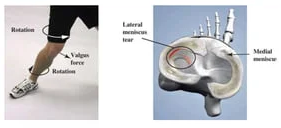 Rotation
Valgus
force
Rotation
Lateral
meniscus
tear
Medial
meniscus